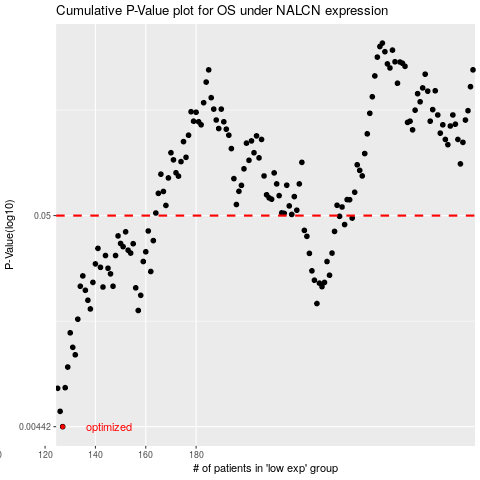 Cumulative P-Value plot for OS under NALCN expression
P-Value(log10)
0.05
0.00442
optimized
0 120 140 160 180
# of patients in 'low exp' group